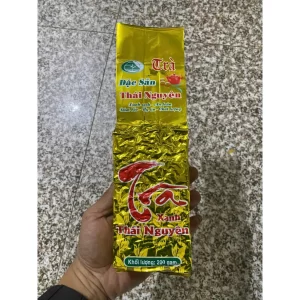 Trà
Đặc Sản
Thái Nguyên
Trà
Xanh
Thái Nguyên
Khối lượng: 200 gam